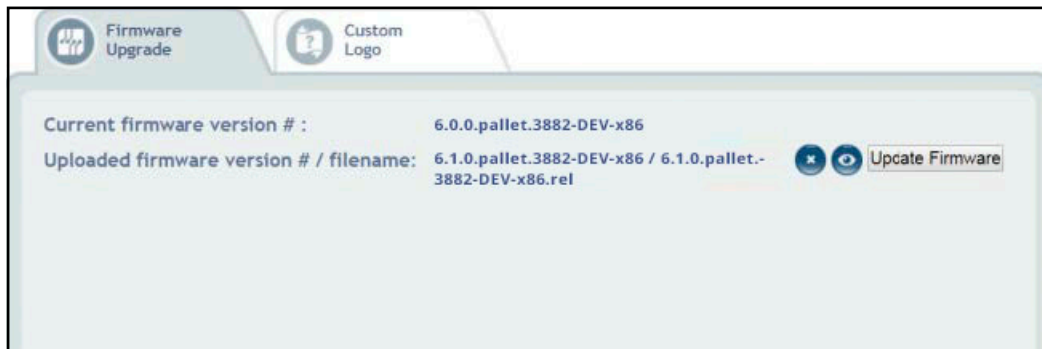 Firmware
Upgrade
Custom
Logo
Current firmware version # :
6.0.0.pallet.3882-DEV-x86
Uploaded firmware version # / filename:
6.1.0.pallet.3882-DEV-x86 / 6.1.0.pallet.-
3882-DEV-x86.rel
Update Firmware